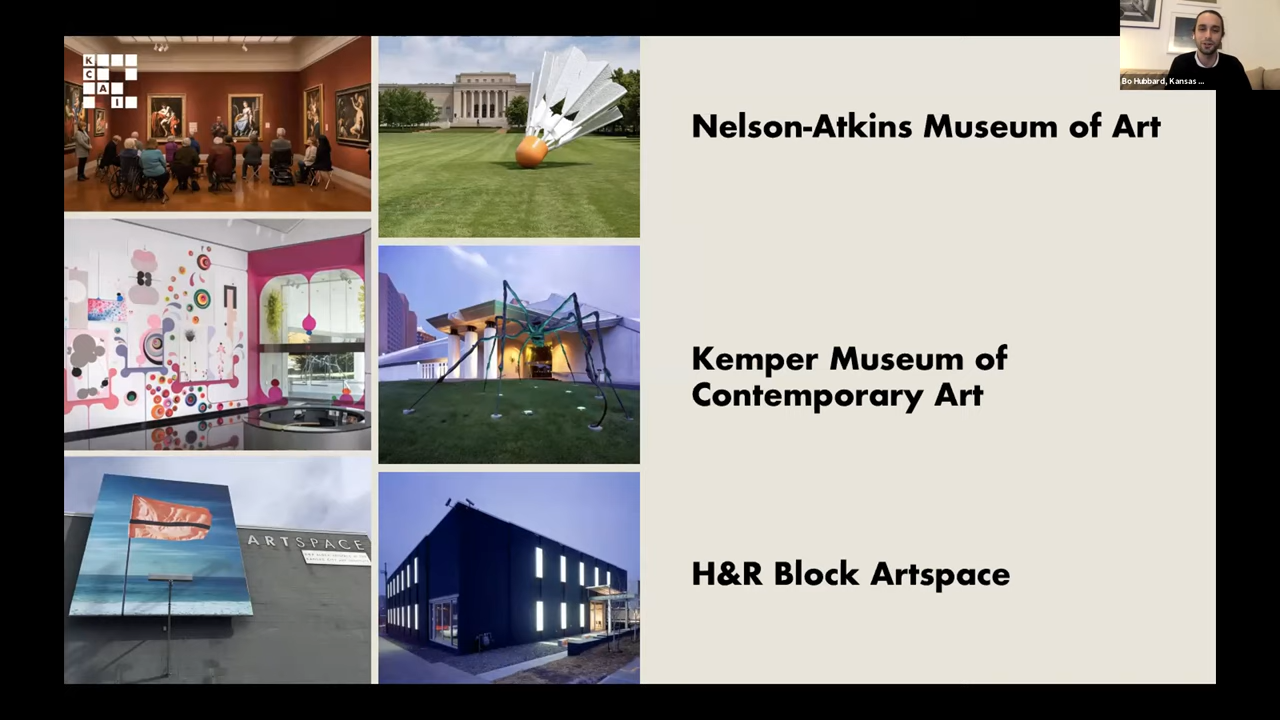 K
C
A
I
Nelson-Atkins Museum of Art
Kemper Museum of
Contemporary Art
H&R Block Artspace
ARTSPACE
Bo Hubbard, Kansas ...